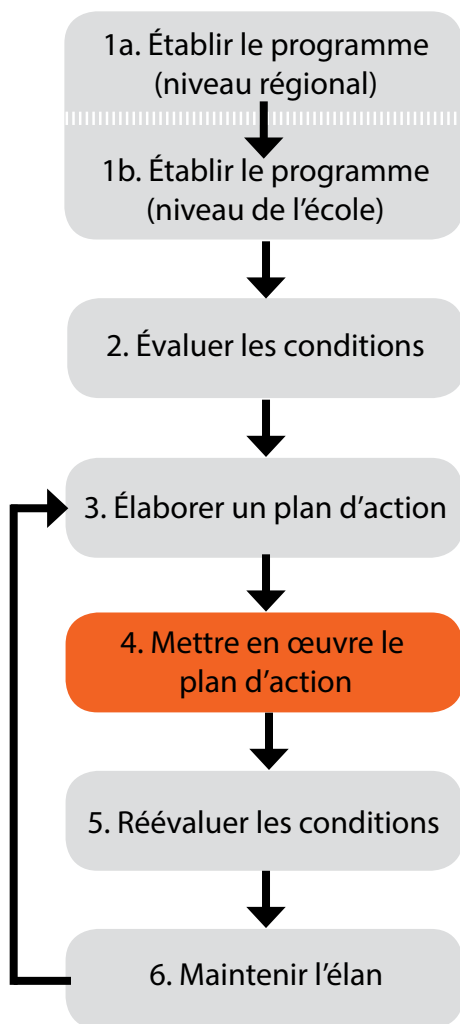 1a. Établir le programme
(niveau régional)
1b. Établir le programme
(niveau de l’école)
2. Évaluer les conditions
3. Élaborer un plan d’action
4. Mettre en œuvre le
plan d’action
5. Réévaluer les conditions
6. Maintenir l’élan